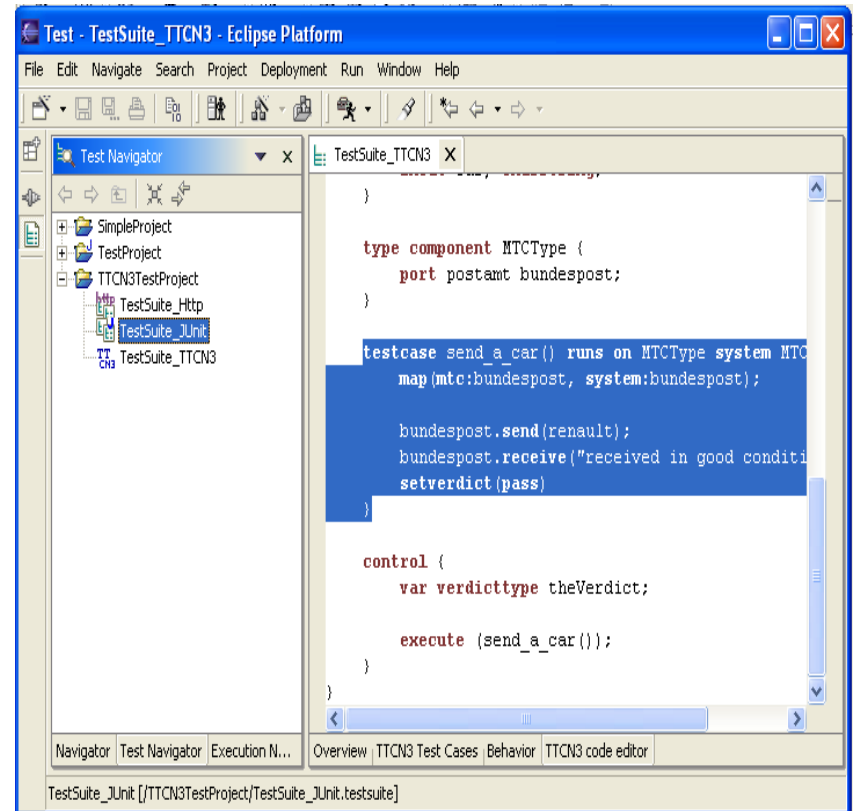 Test - TestSuite_TTCN3 - Eclipse Platform
File Edit Navigate Search Project Deployment Run Window Help
Test Navigator
SimpleProject
TestProject
TTCN3TestProject
TestSuite_Http
TestSuite_JUnit
TestSuite_TTCN3
Navigator Test Navigator Execution N...
TestSuite_TTCN3
}
type component MTCType {
port postamt bundespost;
}
testcase send_a_car() runs on MTCType system MTC
map(mtc:bundespost, system:bundespost);
bundespost.send(renault);
bundespost.receive("received in good conditi
setverdict(pass)
}
control {
var verdicttype theVerdict;
execute (send_a_car());
}
}
Overview TTCN3 Test Cases Behavior TTCN3 code editor
TestSuite_JUnit [/TTCN3TestProject/TestSuite_JUnit.testsuite]